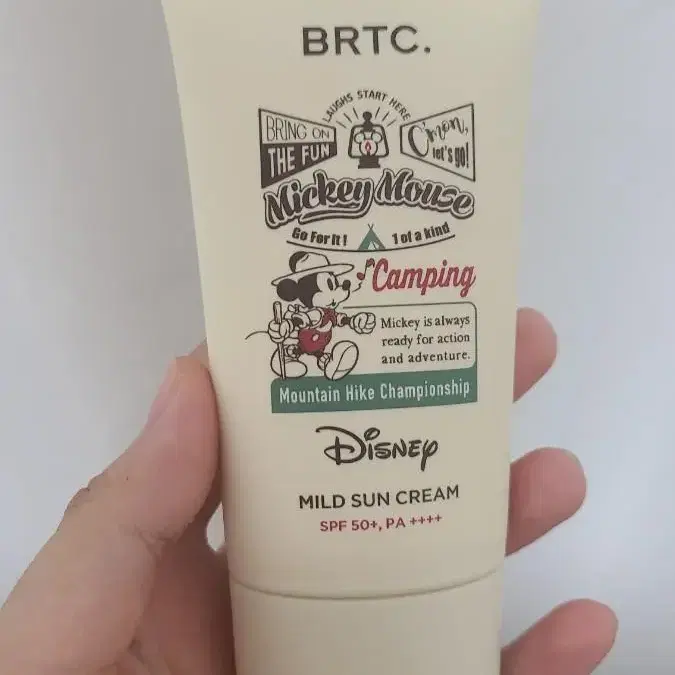 BRTC.
LAUGHS START HERE
BRING ON
THE FUN
C'mon,
let's go!
Mickey Mouse
Go For It! 1 of a kind
Camping
Mickey is always
ready for action
and adventure.
Mountain Hike Championship
Disney
MILD SUN CREAM
SPF 50+, PA ++++